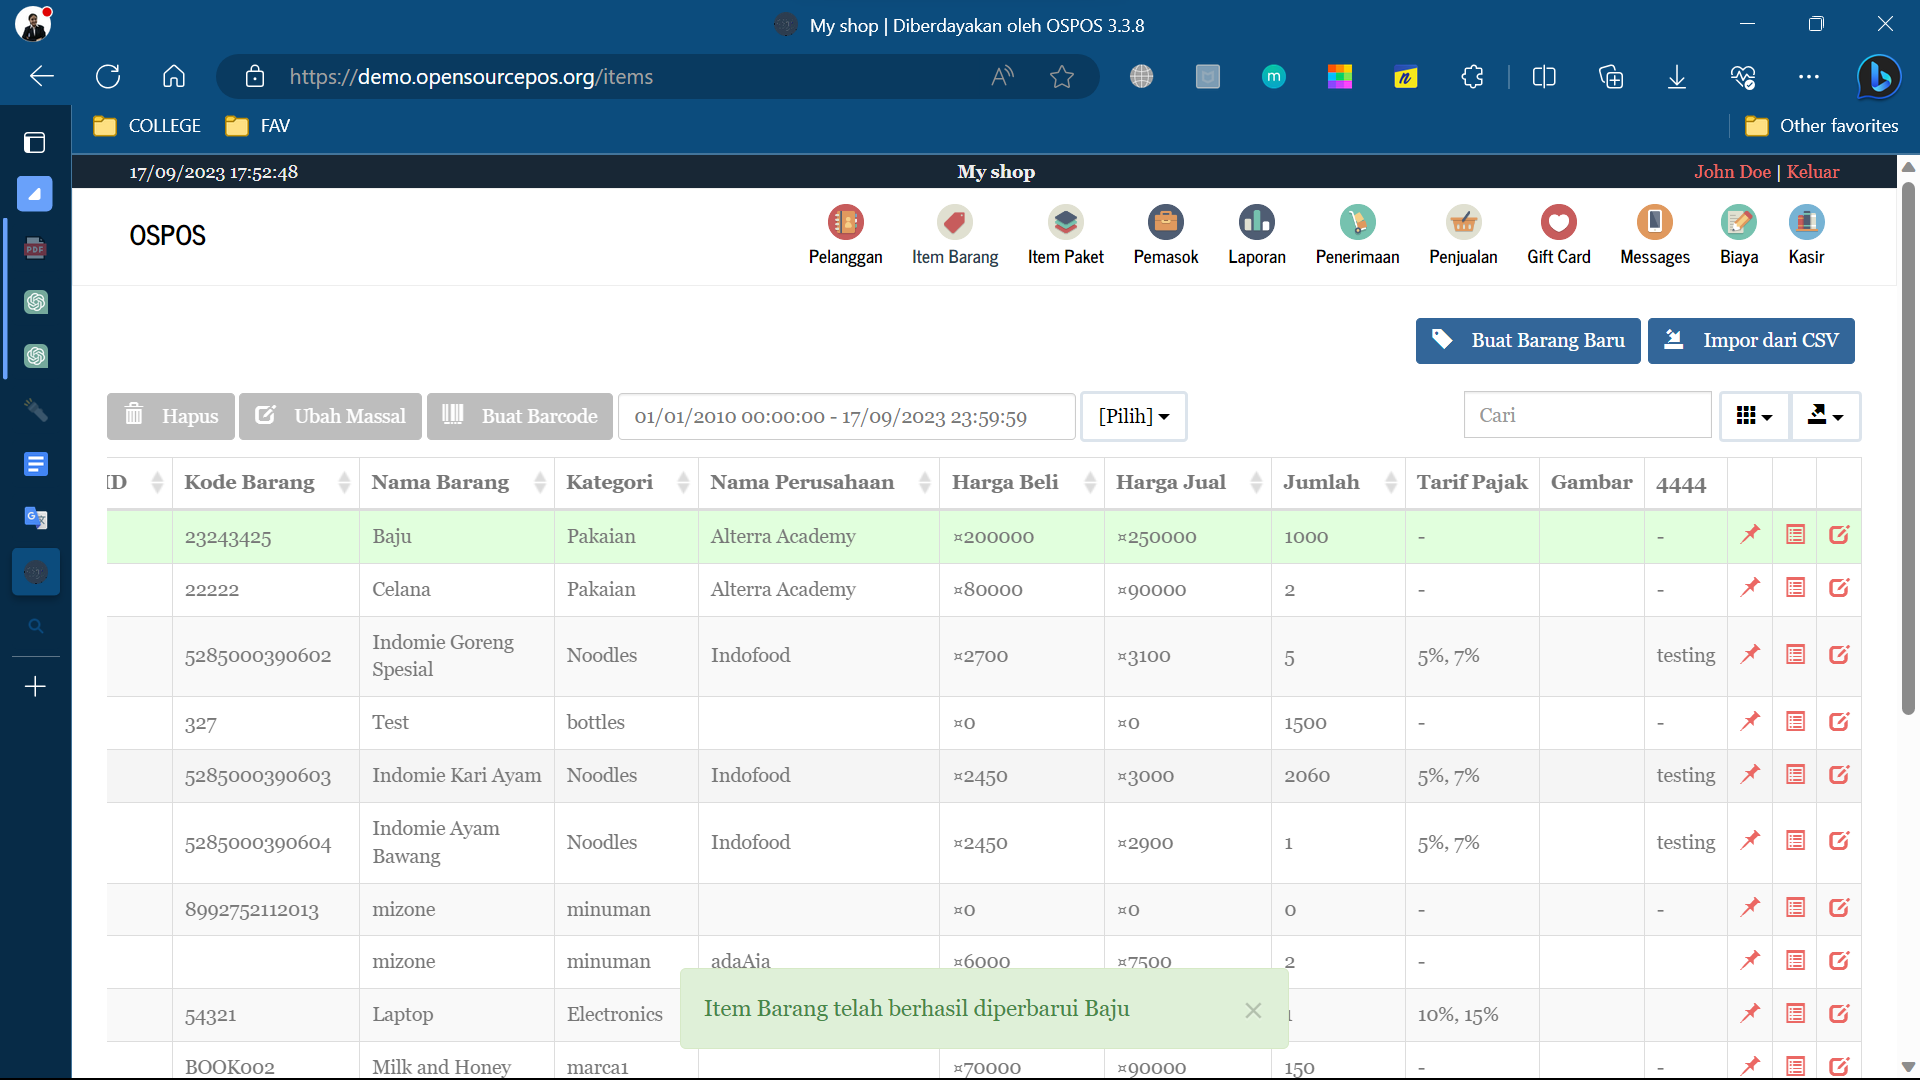 My shop | Diberdayakan oleh OSPOS 3.3.8
https://demo.opensourcepos.org/items
COLLEGE FAV Other favorites
17/09/2023 17:52:48 My shop John Doe | Keluar
OSPOS
Pelanggan Item Barang Item Paket Pemasok Laporan Penerimaan Penjualan Gift Card Messages Biaya Kasir
Buat Barang Baru Impor dari CSV
Hapus Ubah Massal Buat Barcode 01/01/2010 00:00:00 - 17/09/2023 23:59:59 [Pilih] Cari
ID Kode Barang Nama Barang Kategori Nama Perusahaan Harga Beli Harga Jual Jumlah Tarif Pajak Gambar 4444
23243425 Baju Pakaian Alterra Academy ¤200000 ¤250000 1000 - -
22222 Celana Pakaian Alterra Academy ¤80000 ¤90000 2 - -
5285000390602 Indomie Goreng Spesial Noodles Indofood ¤2700 ¤3100 5 5%, 7% testing
327 Test bottles ¤0 ¤0 1500 - -
5285000390603 Indomie Kari Ayam Noodles Indofood ¤2450 ¤3000 2060 5%, 7% testing
5285000390604 Indomie Ayam Bawang Noodles Indofood ¤2450 ¤2900 1 5%, 7% testing
8992752112013 mizone minuman ¤0 ¤0 0 - -
mizone minuman adaAja ¤6000 ¤7500 2 -
54321 Laptop Electronics 1 10%, 15%
Item Barang telah berhasil diperbarui Baju
BOOK002 Milk and Honey marca1 ¤70000 ¤90000 150 - -